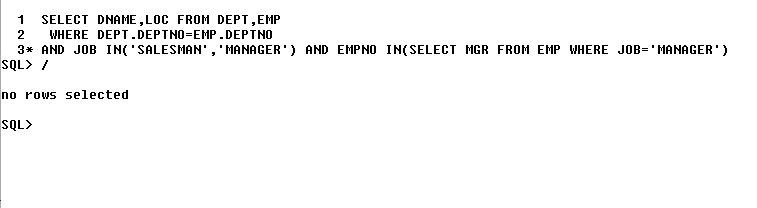 1 SELECT DNAME,LOC FROM DEPT,EMP
2 WHERE DEPT.DEPTNO=EMP.DEPTNO
3* AND JOB IN('SALESMAN','MANAGER') AND EMPNO IN(SELECT MGR FROM EMP WHERE JOB='MANAGER')
SQL> /
no rows selected
SQL>